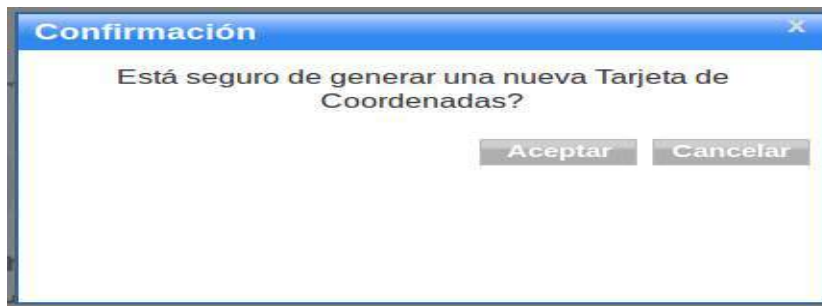 Confirmación
x
Está seguro de generar una nueva Tarjeta de
Coordenadas?
Aceptar Cancelar